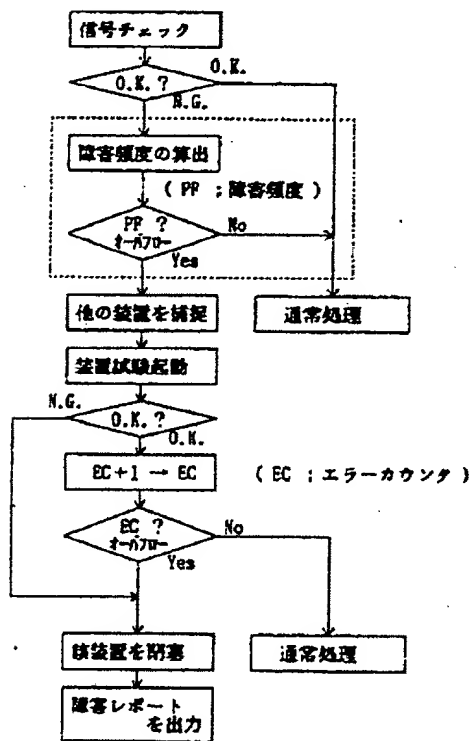 信号チェック
O.K. ?
O.K.
N.G.
障害頻度の算出
( PF ; 障害頻度 )
PF ?
オーバフロー
No
Yes
他の装置を捕捉
通常処理
装置試験起動
N.G.
O.K. ?
O.K.
EC+1 → EC
( EC ; エラーカウンタ )
EC ?
オーバフロー
No
Yes
該装置を閉塞
通常処理
障害レポート
を出力